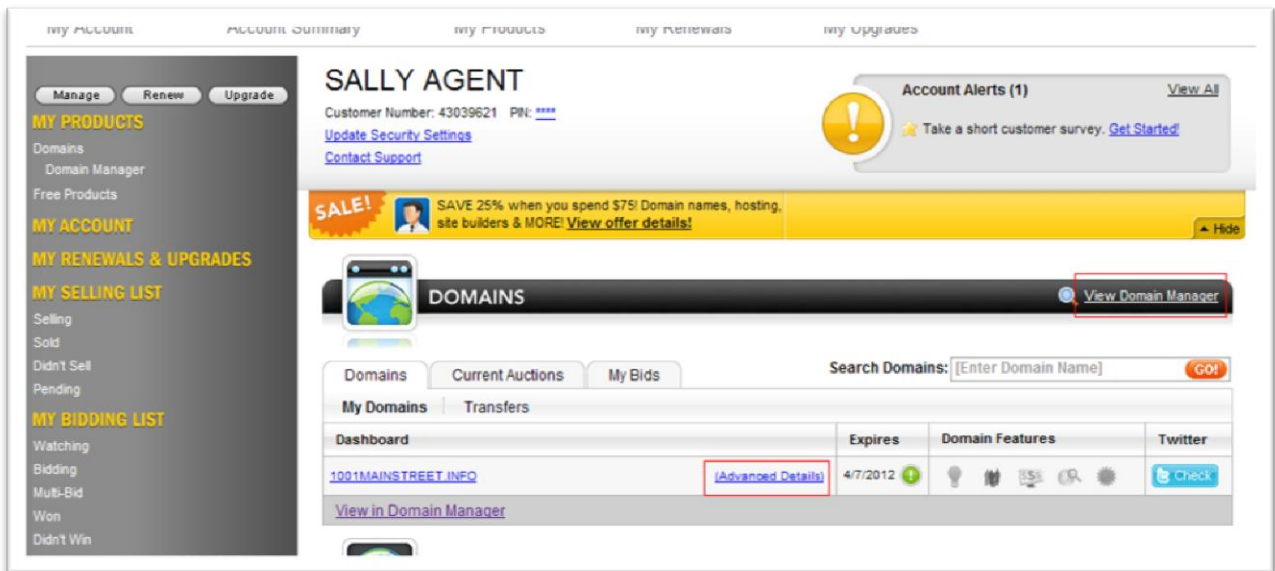 My Account Account Summary My Products My Renewals My Upgrades
Manage Renew Upgrade
MY PRODUCTS
Domains
Domain Manager
Free Products
MY ACCOUNT
MY RENEWALS & UPGRADES
MY SELLING LIST
Selling
Sold
Didn't Sell
Pending
MY BIDDING LIST
Watching
Bidding
Multi-Bid
Won
Didn't Win
SALLY AGENT
Customer Number: 43039621 PIN: ****
Update Security Settings
Contact Support
Account Alerts (1) View All
Take a short customer survey. Get Started!
SALE!
SAVE 25% when you spend $75! Domain names, hosting,
site builders & MORE! View offer details!
Hide
DOMAINS
View Domain Manager
Domains Current Auctions My Bids
Search Domains: [Enter Domain Name] GO!
My Domains Transfers
Dashboard Expires Domain Features Twitter
1001MAINSTREET.INFO (Advanced Details) 4/7/2012 Check
View in Domain Manager